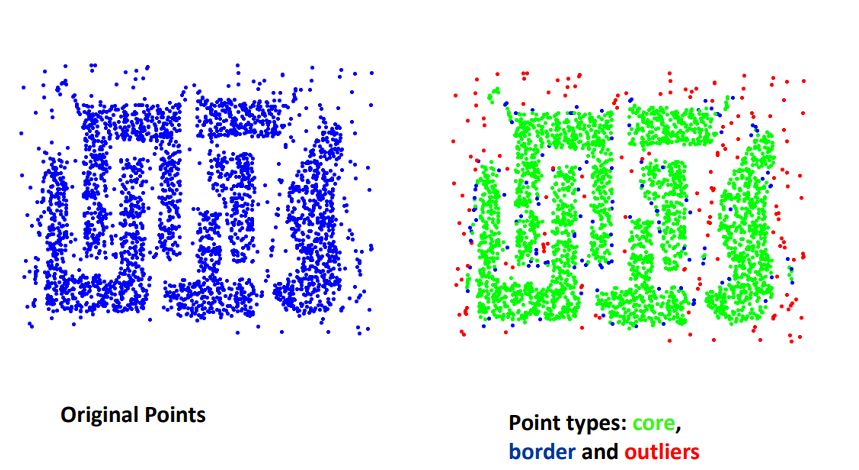 Original Points
Point types: core,
border and outliers